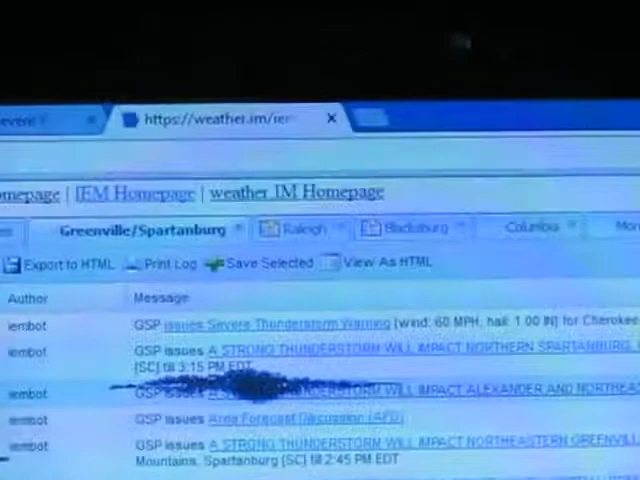 https://weather.im/iem
omepage | IEM Homepage | weather.IM Homepage
Greenville/Spartanburg Raleigh Blacksburg Columbia
Export to HTML Print Log Save Selected View As HTML
Author Message
iembot GSP issues Severe Thunderstorm Warning [wind: 60 MPH, hail: 1.00 IN] for Cherokee
iembot GSP issues A STRONG THUNDERSTORM WILL IMPACT NORTHERN SPARTANBURG
[SC] till 3:15 PM EDT
iembot GSP issues WILL IMPACT ALEXANDER AND NORTHEA
iembot GSP issues Area Forecast Discussion (AFD)
iembot GSP issues A STRONG THUNDERSTORM WILL IMPACT NORTHEASTERN GREENVILL
Mountains, Spartanburg [SC] till 2:45 PM EDT